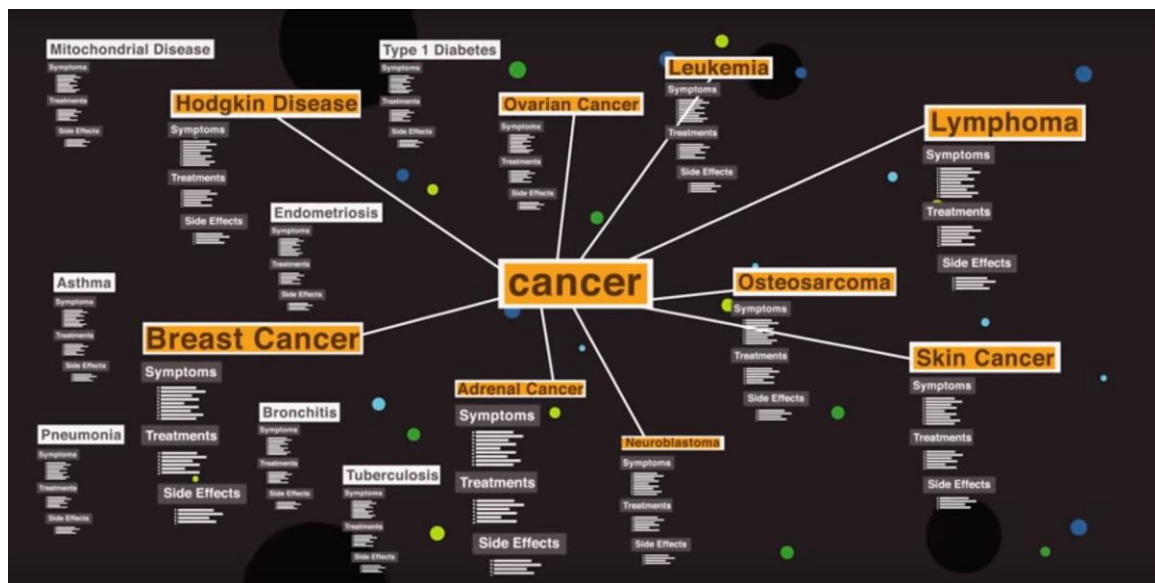 Mitochondrial Disease
Symptoms
Treatments
Side Effects
Type 1 Diabetes
Symptoms
Treatments
Side Effects
Hodgkin Disease
Symptoms
Treatments
Side Effects
Ovarian Cancer
Symptoms
Treatments
Side Effects
Leukemia
Symptoms
Treatments
Side Effects
Lymphoma
Symptoms
Treatments
Side Effects
Endometriosis
Symptoms
Treatments
Side Effects
cancer
Asthma
Symptoms
Treatments
Side Effects
Osteosarcoma
Symptoms
Treatments
Side Effects
Breast Cancer
Symptoms
Treatments
Side Effects
Skin Cancer
Symptoms
Treatments
Side Effects
Adrenal Cancer
Symptoms
Treatments
Side Effects
Bronchitis
Symptoms
Treatments
Side Effects
Pneumonia
Symptoms
Treatments
Side Effects
Neuroblastoma
Symptoms
Treatments
Side Effects
Tuberculosis
Symptoms
Treatments
Side Effects